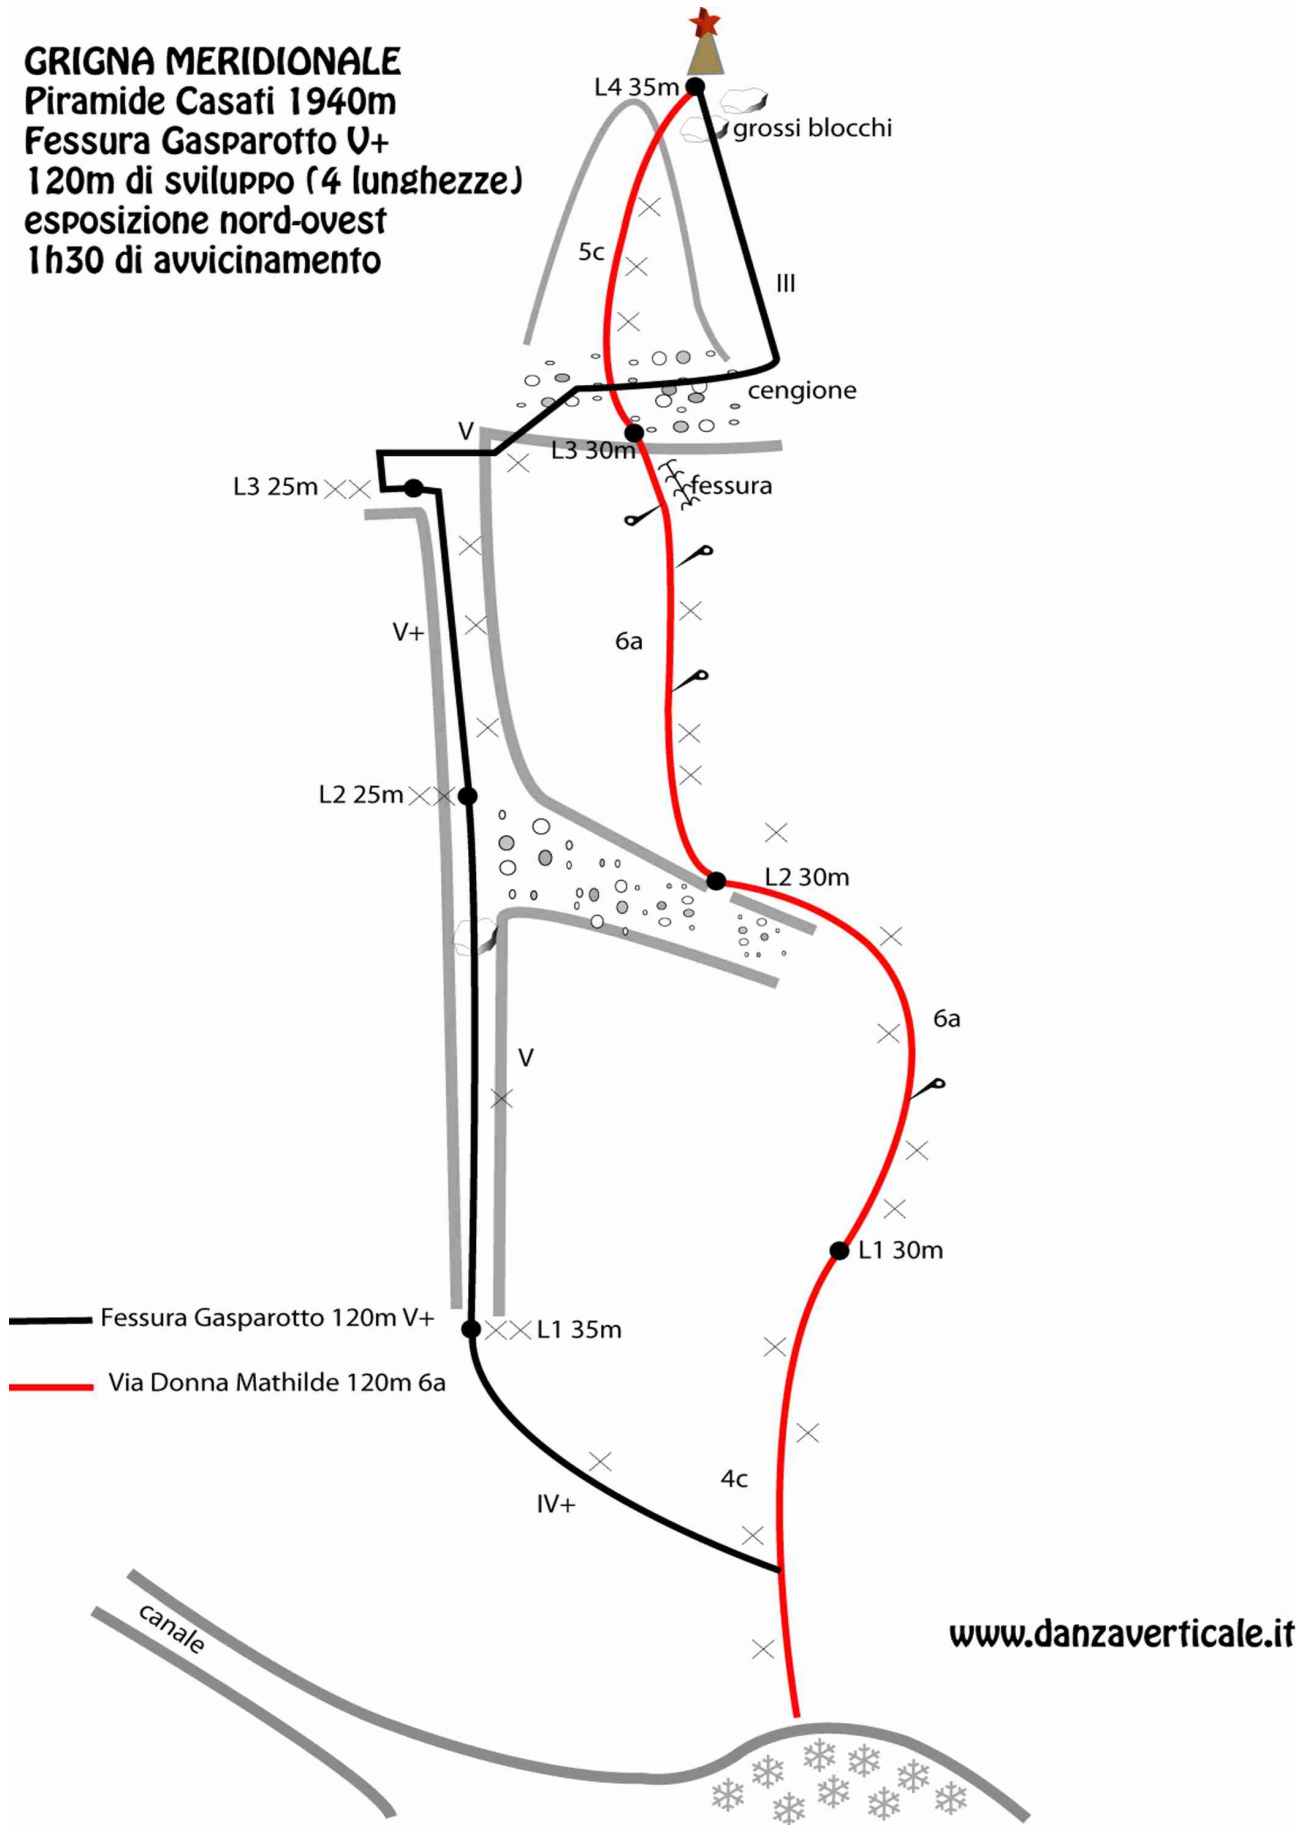 GRIGNA MERIDIONALE
Piramide Casati 1940m
Fessura Gasparotto V+
120m di sviluppo (4 lunghezze)
esposizione nord-ovest
1h30 di avvicinamento
L4 35m
grossi blocchi
5c
III
cengione
V
L3 30m
L3 25m
fessura
V+
6a
L2 25m
L2 30m
6a
V
L1 30m
Fessura Gasparotto 120m V+
L1 35m
Via Donna Mathilde 120m 6a
4c
IV+
canale
www.danzaverticale.it